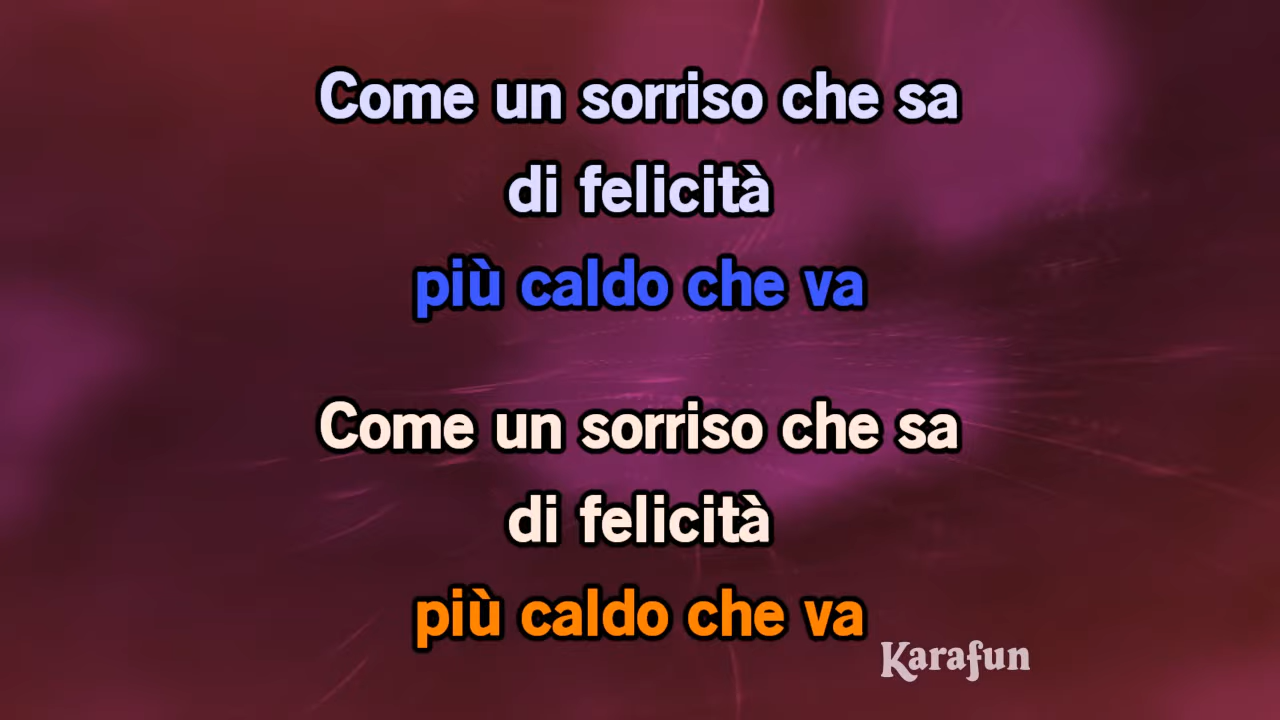 Come un sorriso che sa
di felicità
più caldo che va
Come un sorriso che sa
di felicità
più caldo che va
Karafun